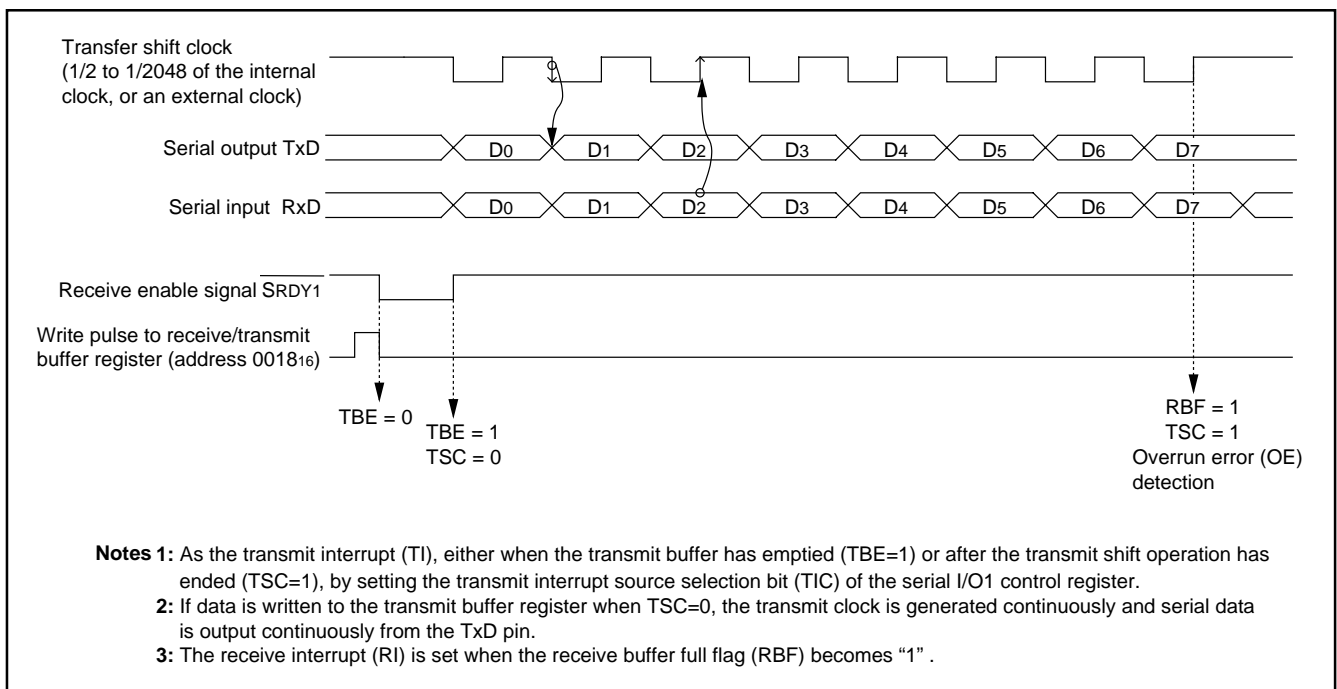 Transfer shift clock
(1/2 to 1/2048 of the internal
clock, or an external clock)
Serial output TxD
D0 D1 D2 D3 D4 D5 D6 D7
Serial input RxD
D0 D1 D2 D3 D4 D5 D6 D7
Receive enable signal SRDY1
Write pulse to receive/transmit
buffer register (address 001816)
TBE = 0
TBE = 1
TSC = 0
RBF = 1
TSC = 1
Overrun error (OE)
detection
Notes 1: As the transmit interrupt (TI), either when the transmit buffer has emptied (TBE=1) or after the transmit shift operation has
ended (TSC=1), by setting the transmit interrupt source selection bit (TIC) of the serial I/O1 control register.
2: If data is written to the transmit buffer register when TSC=0, the transmit clock is generated continuously and serial data
is output continuously from the TxD pin.
3: The receive interrupt (RI) is set when the receive buffer full flag (RBF) becomes “1” .